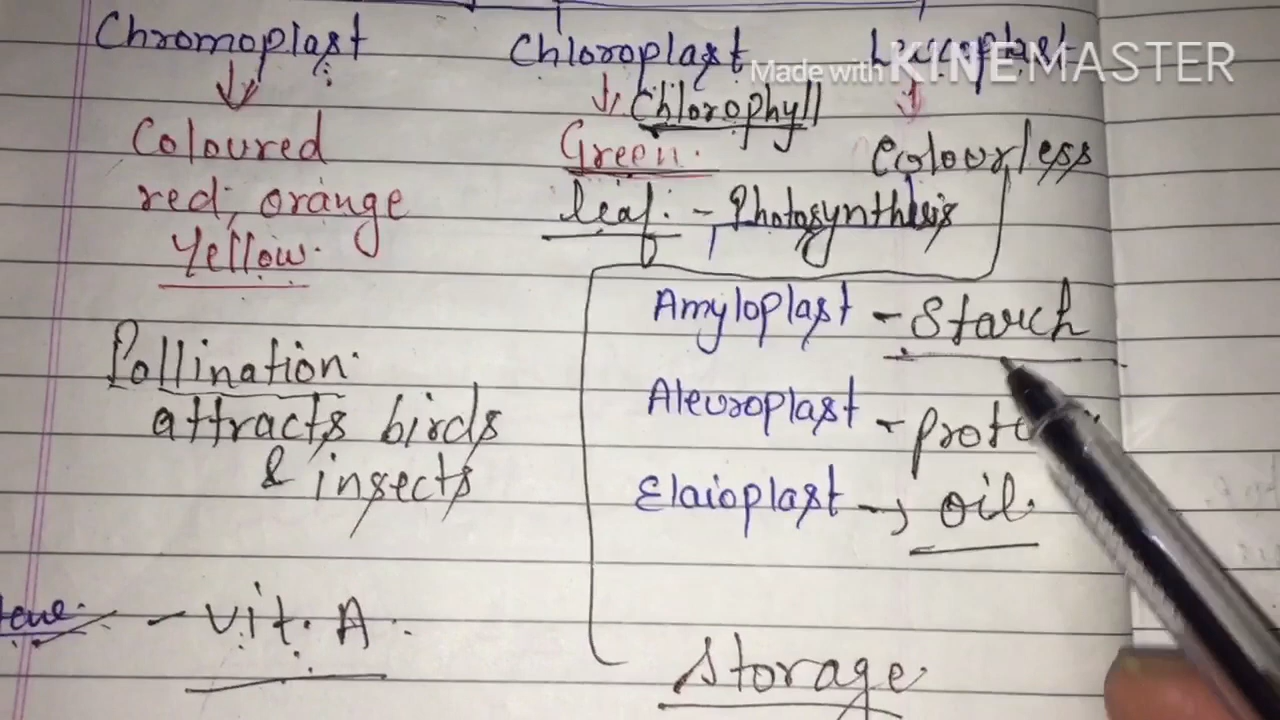 Chromoplast Chloroplast Leucoplast
Made with KINEMASTER
Chlorophyll
Coloured Green. Colourless
red, orange leaf. - Photosynthesis
Yellow.
Amyloplast - Starch
Pollination.
attracts birds Aleuroplast -
& insects
Elaioplast → oil.
- vit. A
Storage